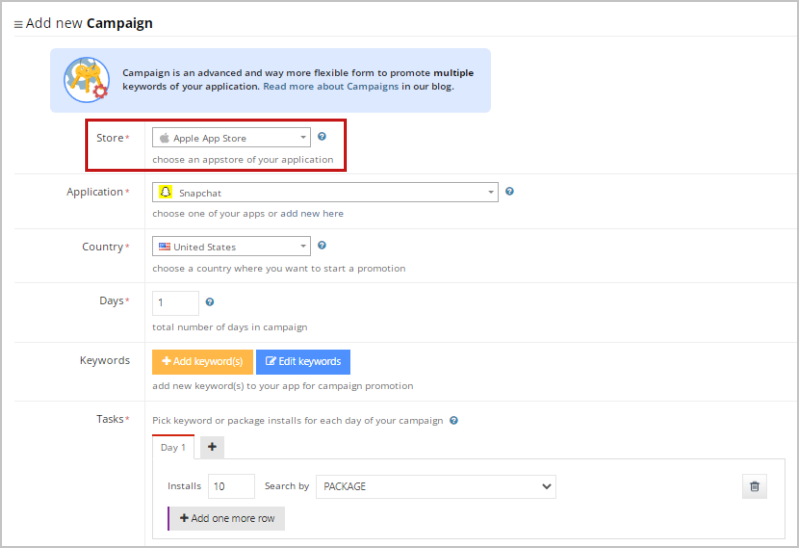 Add new Campaign
Campaign is an advanced and way more flexible form to promote multiple
keywords of your application. Read more about Campaigns in our blog.
Store*
Apple App Store
choose an appstore of your application
Application*
Snapchat
choose one of your apps or add new here
Country*
United States
choose a country where you want to start a promotion
Days*
1
total number of days in campaign
Keywords
Add keyword(s)
Edit keywords
add new keyword(s) to your app for campaign promotion
Tasks*
Pick keyword or package installs for each day of your campaign
Day 1
+
Installs 10 Search by PACKAGE
+ Add one more row